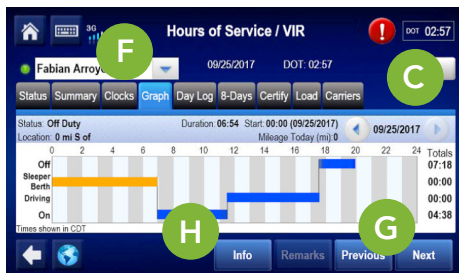 3G Hours of Service / VIR DOT 02:57
F
Fabian Arroyo 09/25/2017 DOT: 02:57
C
Status Summary Clocks Graph Day Log 8-Days Certify Load Carriers
Status: Off Duty Duration: 06:54 Start: 00:00 (09/25/2017)
Location: 0 mi S of Mileage Today (mi):0 09/25/2017
0 2 4 6 8 10 12 14 16 18 20 22 24 Totals
Off 07:18
Sleeper
Berth 00:00
Driving 00:00
On 04:38
Times shown in CDT
H
G
Info Remarks Previous Next